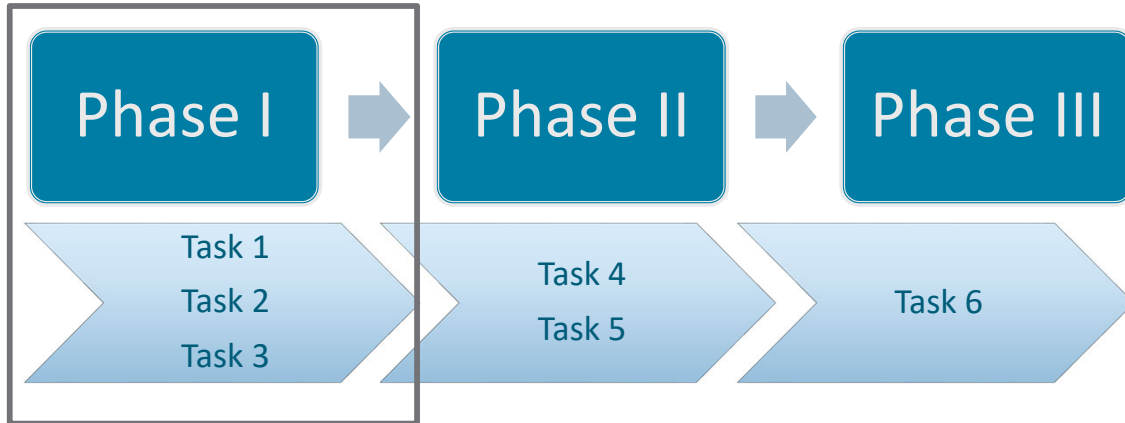 Phase I
Phase II
Phase III
Task 1
Task 2
Task 3
Task 4
Task 5
Task 6